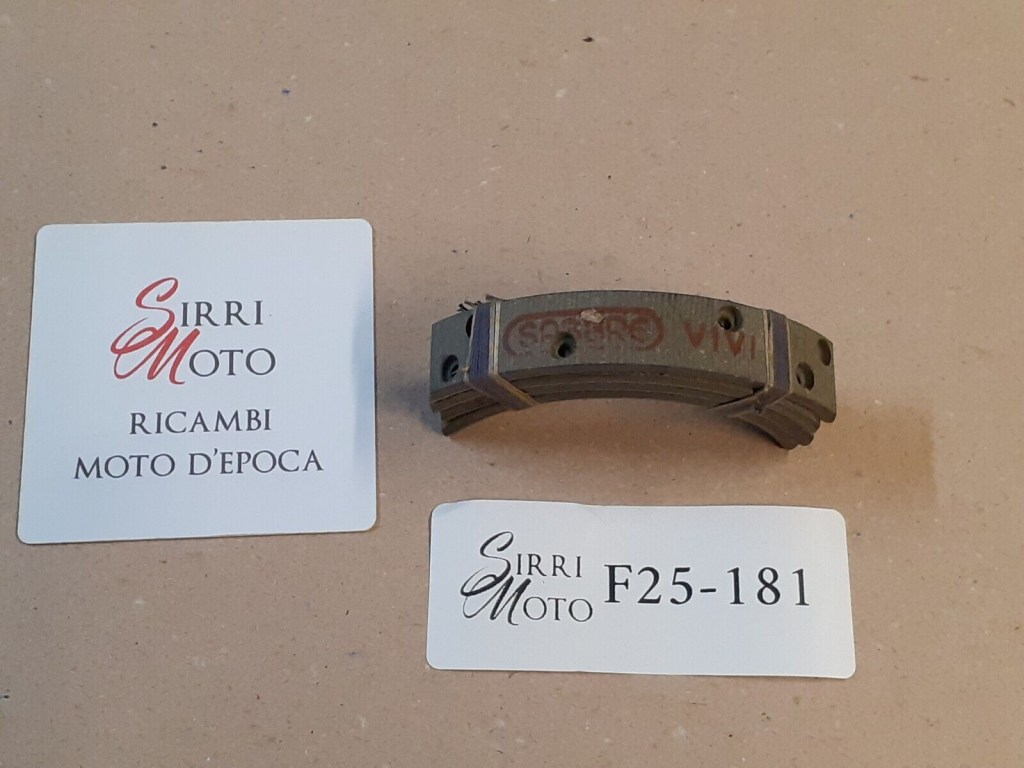 SIRRI
MOTO
RICAMBI
MOTO D'EPOCA
VIVI
SIRRI
MOTO F25-181